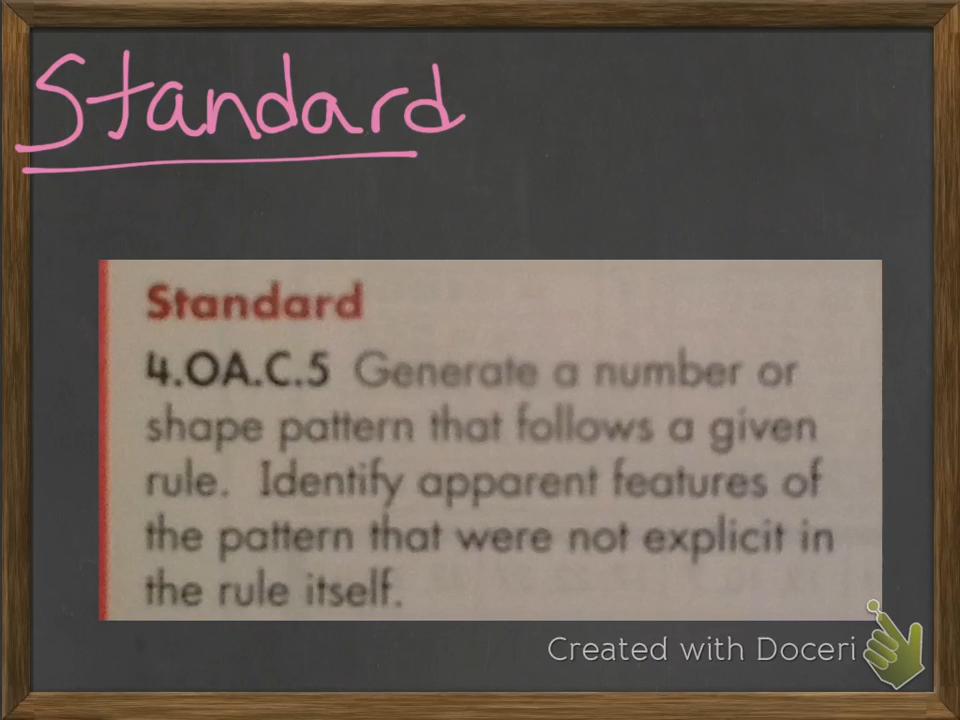 Standard
Standard
4.OA.C.5 Generate a number or
shape pattern that follows a given
rule. Identify apparent features of
the pattern that were not explicit in
the rule itself.
Created with Doceri